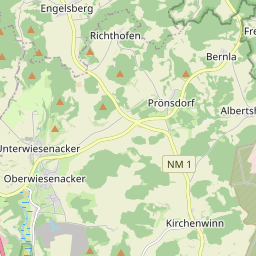 Engelsberg
Richthofen
Fre
Bernla
Prönsdorf
Albertsh
Unterwiesenacker
NM 1
Oberwiesenacker
Kirchenwinn